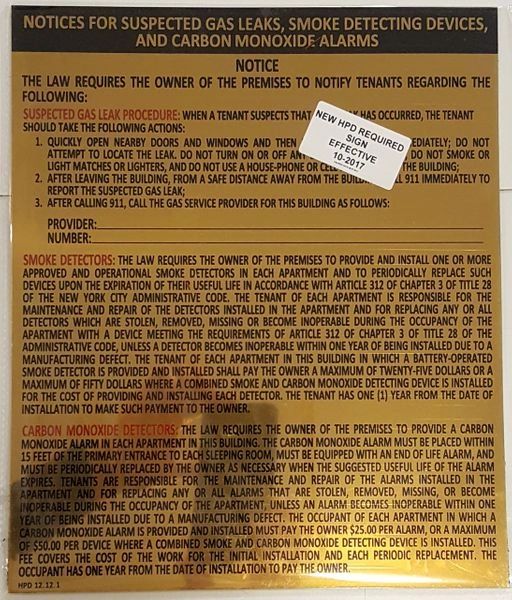 NOTICES FOR SUSPECTED GAS LEAKS, SMOKE DETECTING DEVICES,
AND CARBON MONOXIDE ALARMS
NOTICE
THE LAW REQUIRES THE OWNER OF THE PREMISES TO NOTIFY TENANTS REGARDING THE
FOLLOWING:
SUSPECTED GAS LEAK PROCEDURE: WHEN A TENANT SUSPECTS THAT HAS OCCURRED, THE TENANT
SHOULD TAKE THE FOLLOWING ACTIONS:
1. QUICKLY OPEN NEARBY DOORS AND WINDOWS AND THEN DO NOT
ATTEMPT TO LOCATE THE LEAK. DO NOT TURN ON OR OFF DO NOT SMOKE OR
LIGHT MATCHES OR LIGHTERS, AND DO NOT USE A HOUSE-PHONE OR THE BUILDING;
2. AFTER LEAVING THE BUILDING, FROM A SAFE DISTANCE AWAY FROM THE 911 IMMEDIATELY TO
REPORT THE SUSPECTED GAS LEAK;
3. AFTER CALLING 911, CALL THE GAS SERVICE PROVIDER FOR THIS BUILDING AS FOLLOWS:
NEW HPD REQUIRED
SIGN
EFFECTIVE
10-2017
PROVIDER:
NUMBER:
SMOKE DETECTORS: THE LAW REQUIRES THE OWNER OF THE PREMISES TO PROVIDE AND INSTALL ONE OR MORE
APPROVED AND OPERATIONAL SMOKE DETECTORS IN EACH APARTMENT AND TO PERIODICALLY REPLACE SUCH
DEVICES UPON THE EXPIRATION OF THEIR USEFUL LIFE IN ACCORDANCE WITH ARTICLE 312 OF CHAPTER 3 OF TITLE 28
OF THE NEW YORK CITY ADMINISTRATIVE CODE. THE TENANT OF EACH APARTMENT IS RESPONSIBLE FOR THE
MAINTENANCE AND REPAIR OF THE DETECTORS INSTALLED IN THE APARTMENT AND FOR REPLACING ANY OR ALL
DETECTORS WHICH ARE STOLEN, REMOVED, MISSING OR BECOME INOPERABLE DURING THE OCCUPANCY OF THE
APARTMENT WITH A DEVICE MEETING THE REQUIREMENTS OF ARTICLE 312 OF CHAPTER 3 OF TITLE 28 OF THE
ADMINISTRATIVE CODE, UNLESS A DETECTOR BECOMES INOPERABLE WITHIN ONE YEAR OF BEING INSTALLED DUE TO A
MANUFACTURING DEFECT. THE TENANT OF EACH APARTMENT IN THIS BUILDING IN WHICH A BATTERY-OPERATED
SMOKE DETECTOR IS PROVIDED AND INSTALLED SHALL PAY THE OWNER A MAXIMUM OF TWENTY-FIVE DOLLARS OR A
MAXIMUM OF FIFTY DOLLARS WHERE A COMBINED SMOKE AND CARBON MONOXIDE DETECTING DEVICE IS INSTALLED
FOR THE COST OF PROVIDING AND INSTALLING EACH DETECTOR. THE TENANT HAS ONE (1) YEAR FROM THE DATE OF
INSTALLATION TO MAKE SUCH PAYMENT TO THE OWNER.
CARBON MONOXIDE DETECTORS: THE LAW REQUIRES THE OWNER OF THE PREMISES TO PROVIDE A CARBON
MONOXIDE ALARM IN EACH APARTMENT IN THIS BUILDING. THE CARBON MONOXIDE ALARM MUST BE PLACED WITHIN
15 FEET OF THE PRIMARY ENTRANCE TO EACH SLEEPING ROOM, MUST BE EQUIPPED WITH AN END OF LIFE ALARM, AND
MUST BE PERIODICALLY REPLACED BY THE OWNER AS NECESSARY WHEN THE SUGGESTED USEFUL LIFE OF THE ALARM
EXPIRES. TENANTS ARE RESPONSIBLE FOR THE MAINTENANCE AND REPAIR OF THE ALARMS INSTALLED IN THE
APARTMENT AND FOR REPLACING ANY OR ALL ALARMS THAT ARE STOLEN, REMOVED, MISSING, OR BECOME
INOPERABLE DURING THE OCCUPANCY OF THE APARTMENT, UNLESS AN ALARM BECOMES INOPERABLE WITHIN ONE
YEAR OF BEING INSTALLED DUE TO A MANUFACTURING DEFECT. THE OCCUPANT OF EACH APARTMENT IN WHICH A
CARBON MONOXIDE ALARM IS PROVIDED AND INSTALLED MUST PAY THE OWNER $25.00 PER ALARM, OR A MAXIMUM
OF $50.00 PER DEVICE WHERE A COMBINED SMOKE AND CARBON MONOXIDE DETECTING DEVICE IS INSTALLED. THIS
FEE COVERS THE COST OF THE WORK FOR THE INITIAL INSTALLATION AND EACH PERIODIC REPLACEMENT. THE
OCCUPANT HAS ONE YEAR FROM THE DATE OF INSTALLATION TO PAY THE OWNER.
HPD 12.12.1